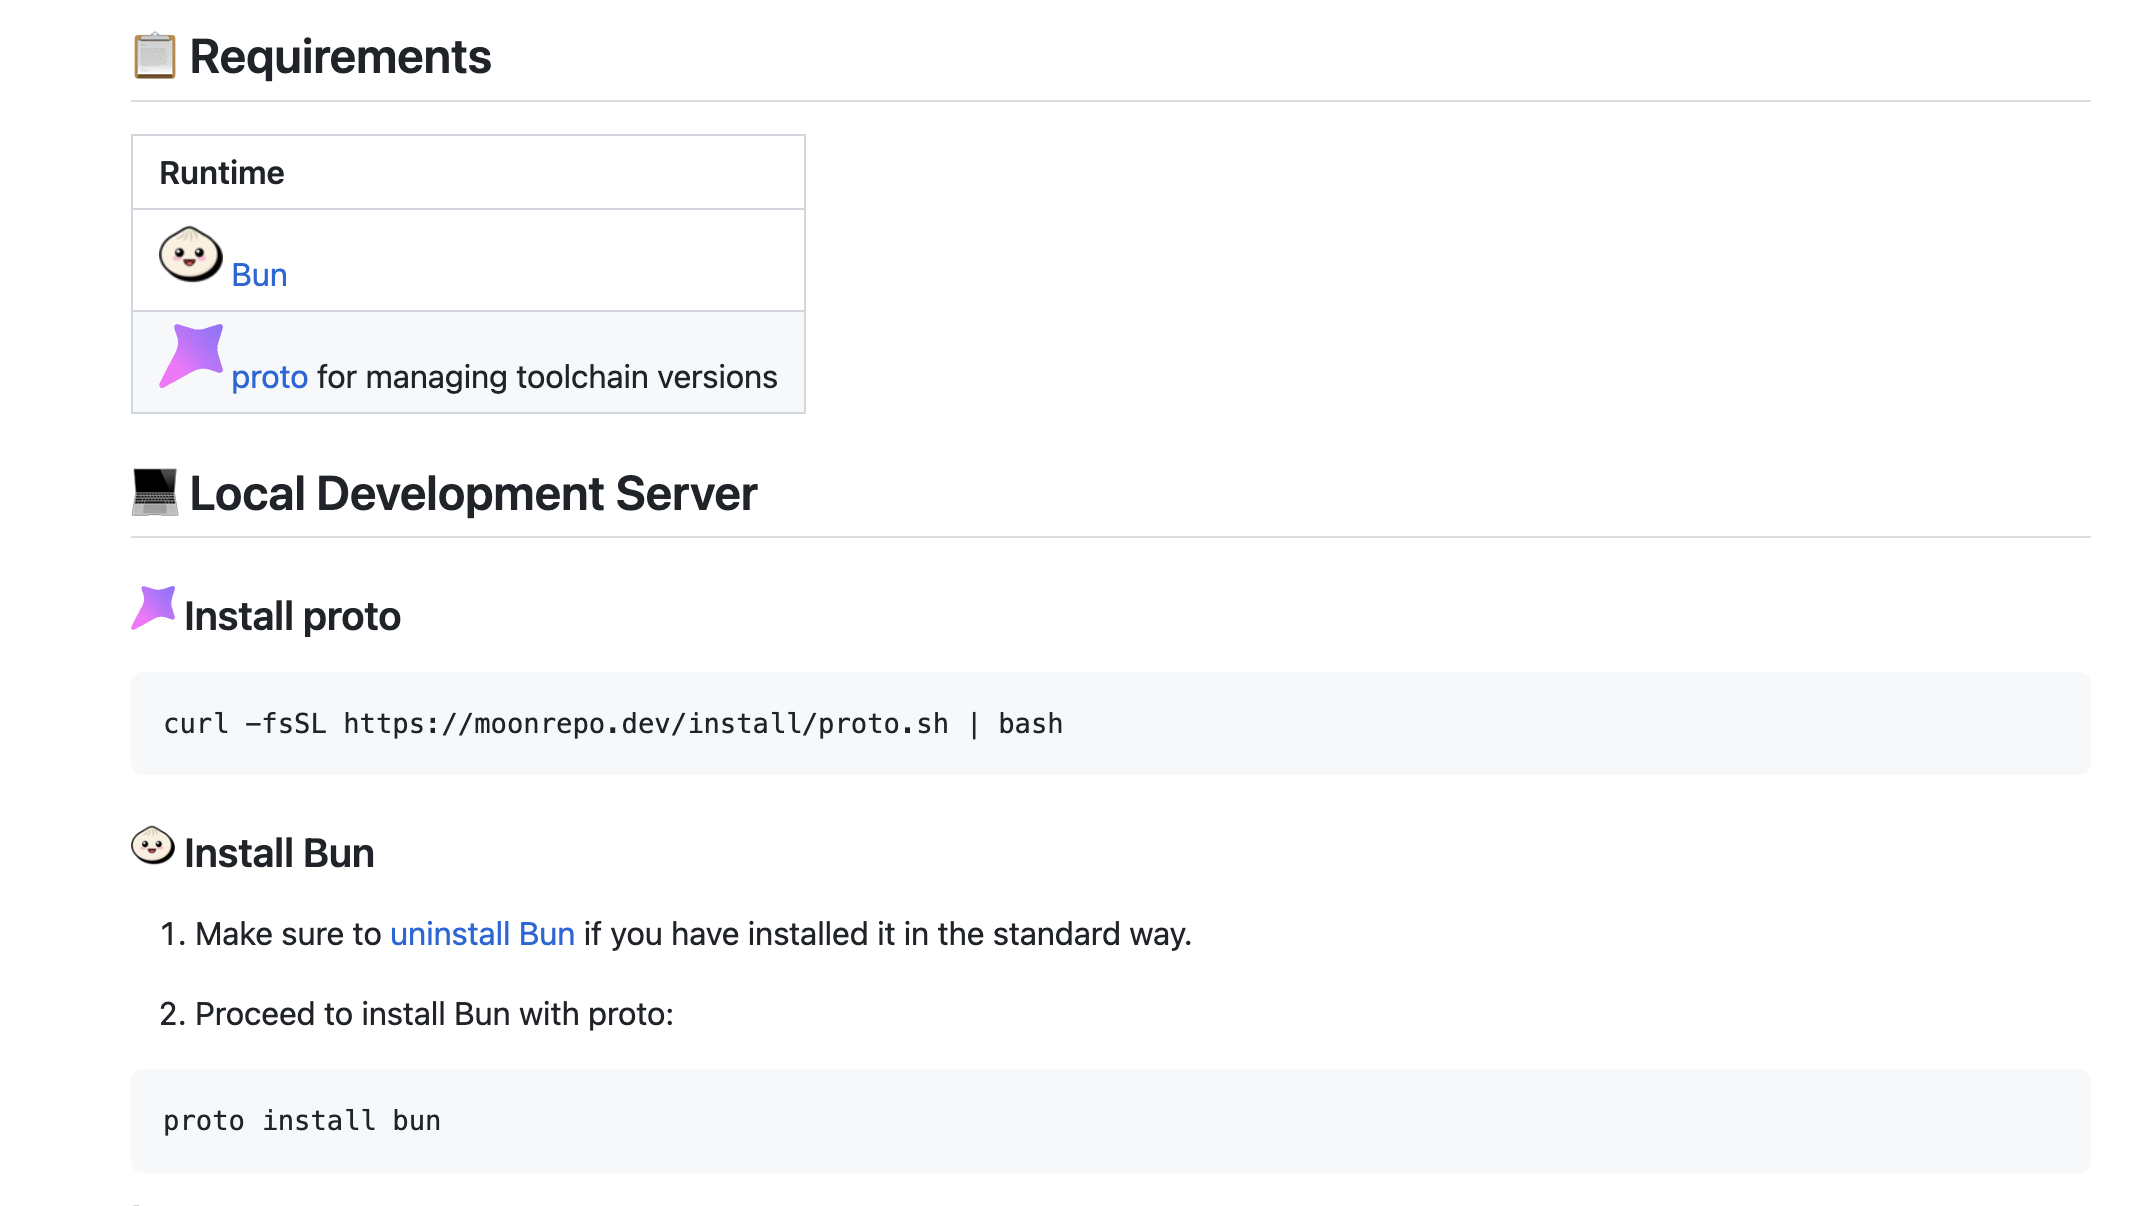 Requirements
Runtime
Bun
proto for managing toolchain versions
Local Development Server
Install proto
curl -fsSL https://moonrepo.dev/install/proto.sh | bash
Install Bun
1. Make sure to uninstall Bun if you have installed it in the standard way.
2. Proceed to install Bun with proto:
proto install bun